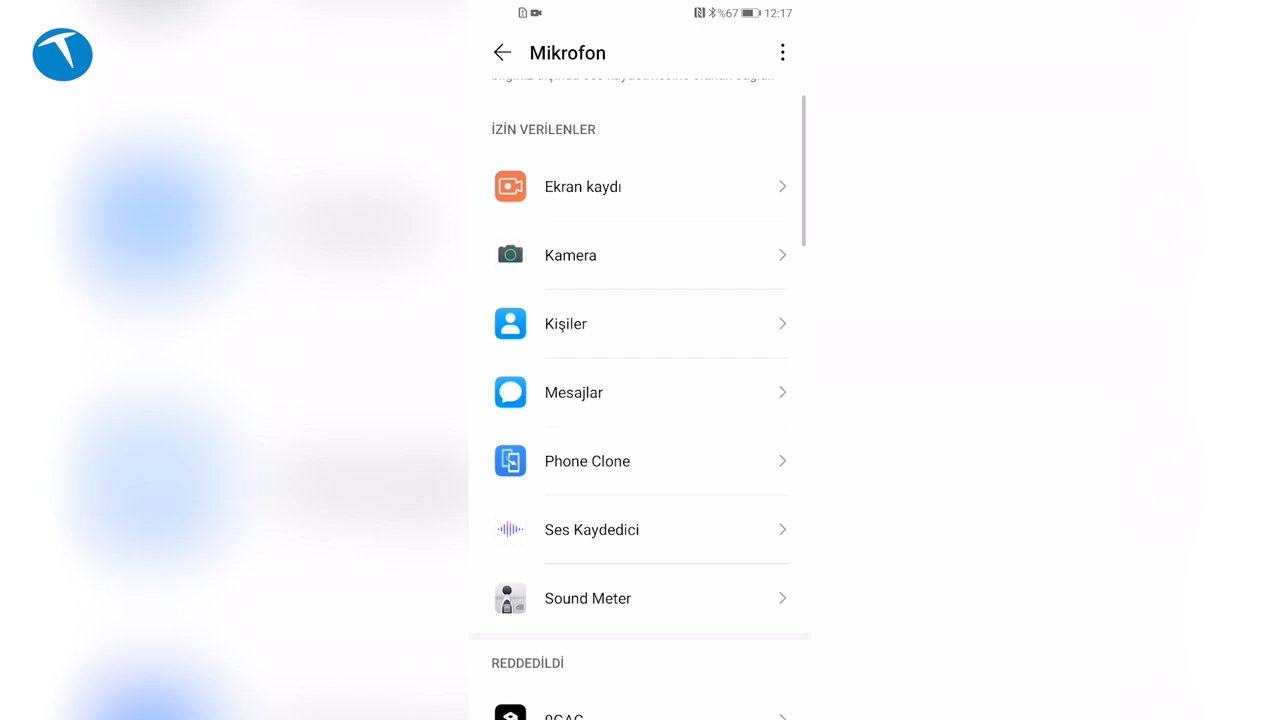 %67 12:17
Mikrofon
İZİN VERİLENLER
Ekran kaydı
Kamera
Kişiler
Mesajlar
Phone Clone
Ses Kaydedici
Sound Meter
REDDEDİLDİ